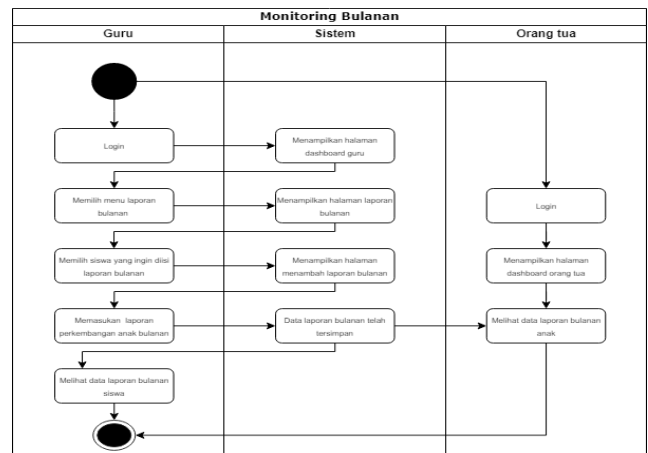 Monitoring Bulanan
Guru
Sistem
Orang tua
Login
Menampilkan halaman
dashboard guru
Memilih menu laporan
bulanan
Menampilkan halaman laporan
bulanan
Login
Memilih siswa yang ingin diisi
laporan bulanan
Menampilkan halaman
menambah laporan bulanan
Menampilkan halaman
dashboard orang tua
Memasukan laporan
perkembangan anak bulanan
Data laporan bulanan telah
tersimpan
Melihat data laporan bulanan
anak
Melihat data laporan bulanan
siswa